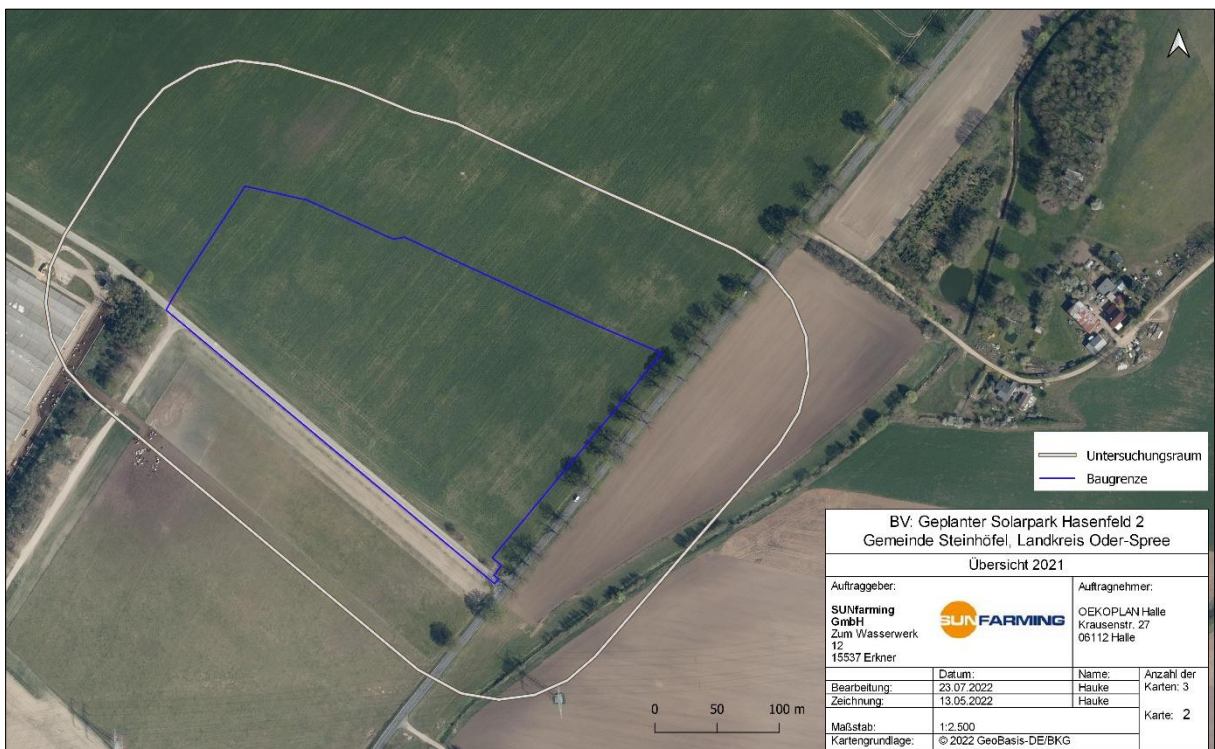 Untersuchungsraum
Baugrenze
BV: Geplanter Solarpark Hasenfeld 2
Gemeinde Steinhöfel, Landkreis Oder-Spree
Übersicht 2021
Auftraggeber:
SUNfarming
GmbH
Zum Wasserwerk
12
15537 Erkner
SUNFARMING
Auftragnehmer:
OEKOPLAN Halle
Krausenstr. 27
06112 Halle
Datum: Name: Anzahl der
Bearbeitung: 23.07.2022 Hauke Karten: 3
Zeichnung: 13.05.2022 Hauke
Karte: 2
Maßstab: 1:2.500
Kartengrundlage: © 2022 GeoBasis-DE/BKG
0 50 100 m